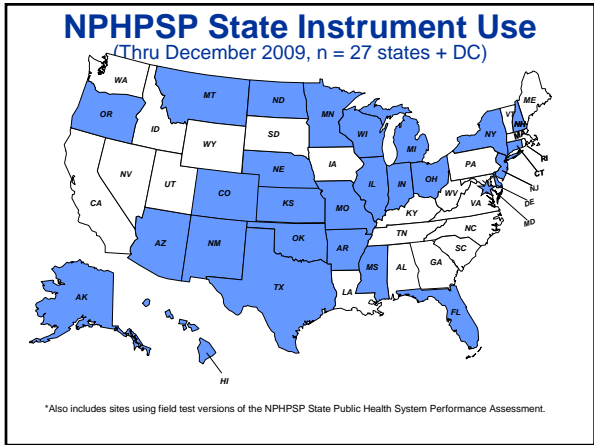 NPHPSP State Instrument Use
(Thru December 2009, n = 27 states + DC)
WA
ME
MT
ND
VT
MN
OR
NH
MA
ID
SD
WI
NY
WY
MI
RI
CT
IA
PA
NE
NV
OH
NJ
IL
IN
UT
DE
CO
WV
VA
MD
CA
KS
MO
KY
NC
TN
OK
AZ
NM
AR
SC
MS
AL
GA
TX
LA
AK
FL
HI
*Also includes sites using field test versions of the NPHPSP State Public Health System Performance Assessment.